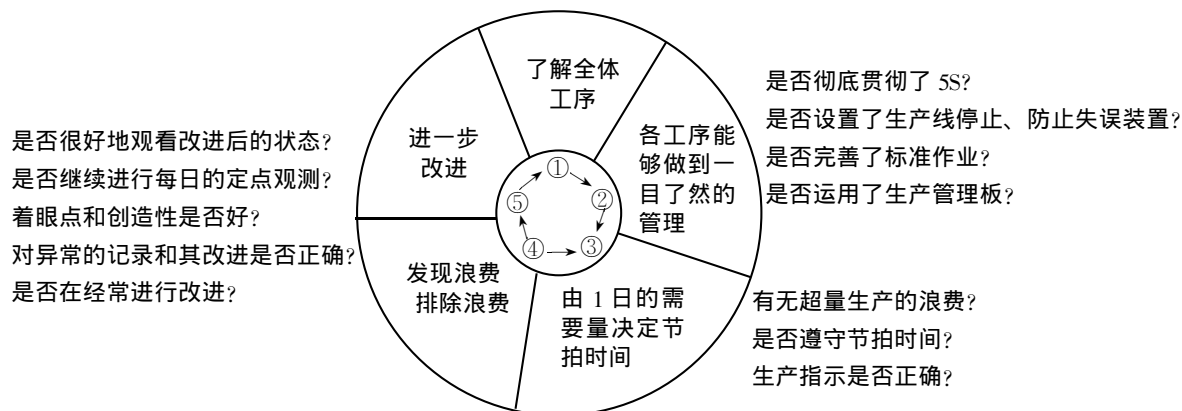 了解全体
工序
是否彻底贯彻了 5S?
是否设置了生产线停止、防止失误装置?
是否完善了标准作业?
是否运用了生产管理板?
各工序能
够做到一
目了然的
管理
由 1 日的需
要量决定节
拍时间
有无超量生产的浪费?
是否遵守节拍时间?
生产指示是否正确?
发现浪费
排除浪费
进一步
改进
是否很好地观看改进后的状态?
是否继续进行每日的定点观测?
着眼点和创造性是否好?
对异常的记录和其改进是否正确?
是否在经常进行改进?
①
②
③
④
⑤